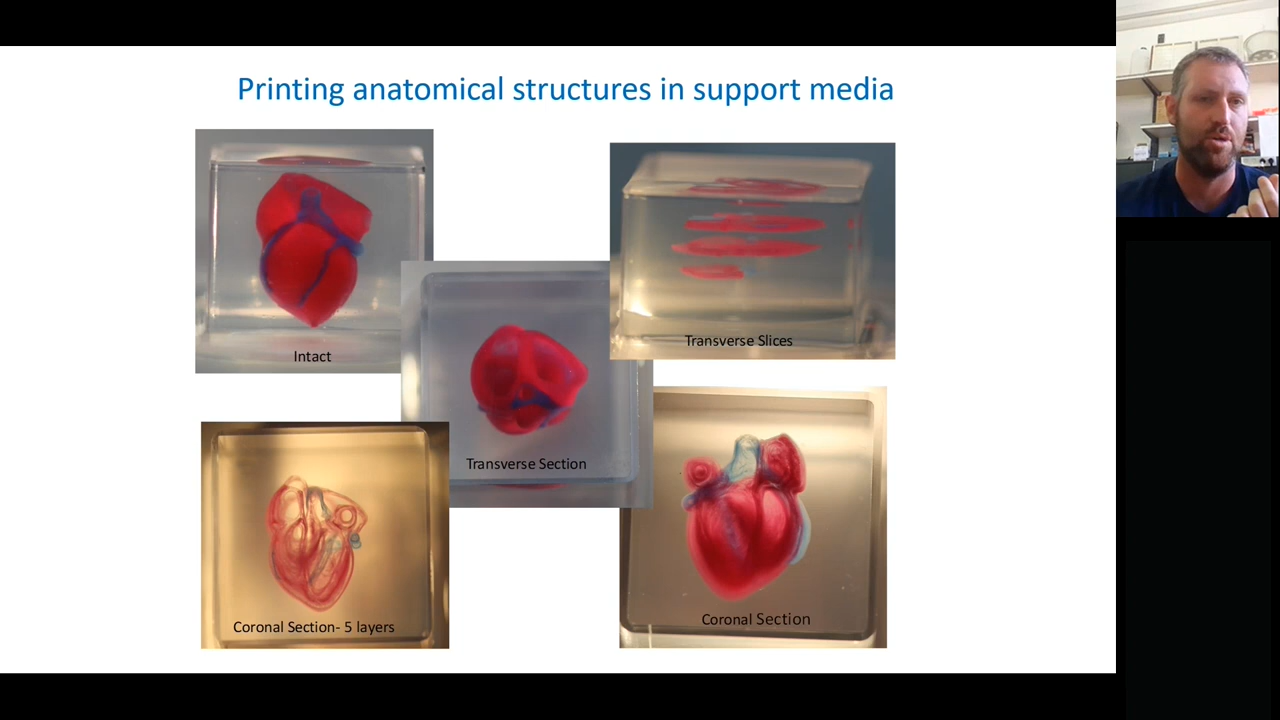 Printing anatomical structures in support media
Intact
Transverse Slices
Transverse Section
Coronal Section- 5 layers
Coronal Section